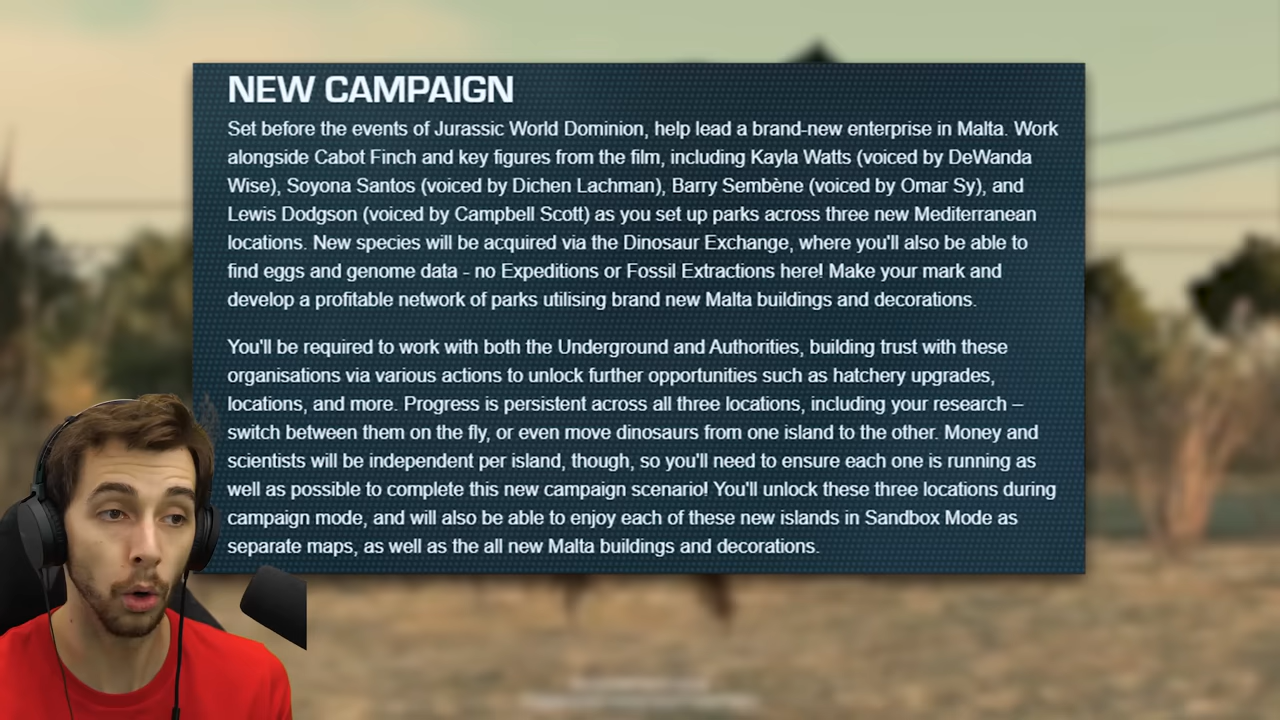 NEW CAMPAIGN
Set before the events of Jurassic World Dominion, help lead a brand-new enterprise in Malta. Work
alongside Cabot Finch and key figures from the film, including Kayla Watts (voiced by DeWanda
Wise), Soyona Santos (voiced by Dichen Lachman), Barry Sembène (voiced by Omar Sy), and
Lewis Dodgson (voiced by Campbell Scott) as you set up parks across three new Mediterranean
locations. New species will be acquired via the Dinosaur Exchange, where you'll also be able to
find eggs and genome data - no Expeditions or Fossil Extractions here! Make your mark and
develop a profitable network of parks utilising brand new Malta buildings and decorations.
You'll be required to work with both the Underground and Authorities, building trust with these
organisations via various actions to unlock further opportunities such as hatchery upgrades,
locations, and more. Progress is persistent across all three locations, including your research –
switch between them on the fly, or even move dinosaurs from one island to the other. Money and
scientists will be independent per island, though, so you'll need to ensure each one is running as
well as possible to complete this new campaign scenario! You'll unlock these three locations during
campaign mode, and will also be able to enjoy each of these new islands in Sandbox Mode as
separate maps, as well as the all new Malta buildings and decorations.